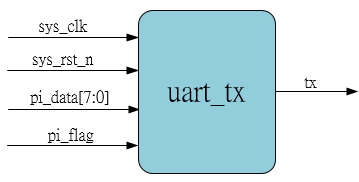 sys_clk
sys_rst_n
pi_data[7:0]
pi_flag
uart_tx
tx